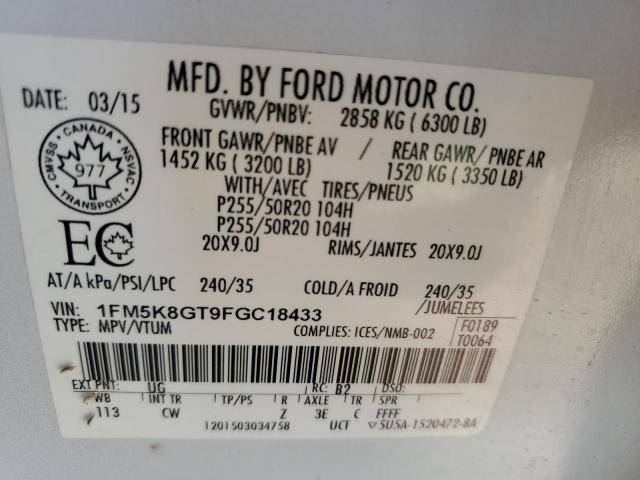 MFD. BY FORD MOTOR CO.
DATE: 03/15
GVWR/PNBV: 2858 KG ( 6300 LB)
CMVSS CANADA NSVAC
977
TRANSPORT
FRONT GAWR/PNBE AV / REAR GAWR/ PNBE AR
1452 KG ( 3200 LB) 1520 KG ( 3350 LB)
WITH/AVEC TIRES/PNEUS
P255/50R20 104H
P255/50R20 104H
EC
20X9.0J RIMS/JANTES 20X9.0J
AT/A kPa/PSI/LPC 240/35 COLD/A FROID 240/35
/JUMELEES
VIN: 1FM5K8GT9FGC18433
TYPE: MPV/VTUM COMPLIES: ICES/NMB-002
F0189
T0064
EXT PNT: UG RC: B2 DSO:
WB INT TR TP/PS R AXLE TR SPR
113 CW Z 3E C FFFF
1201503034758 UCT ▽5U5A-1520472-BA